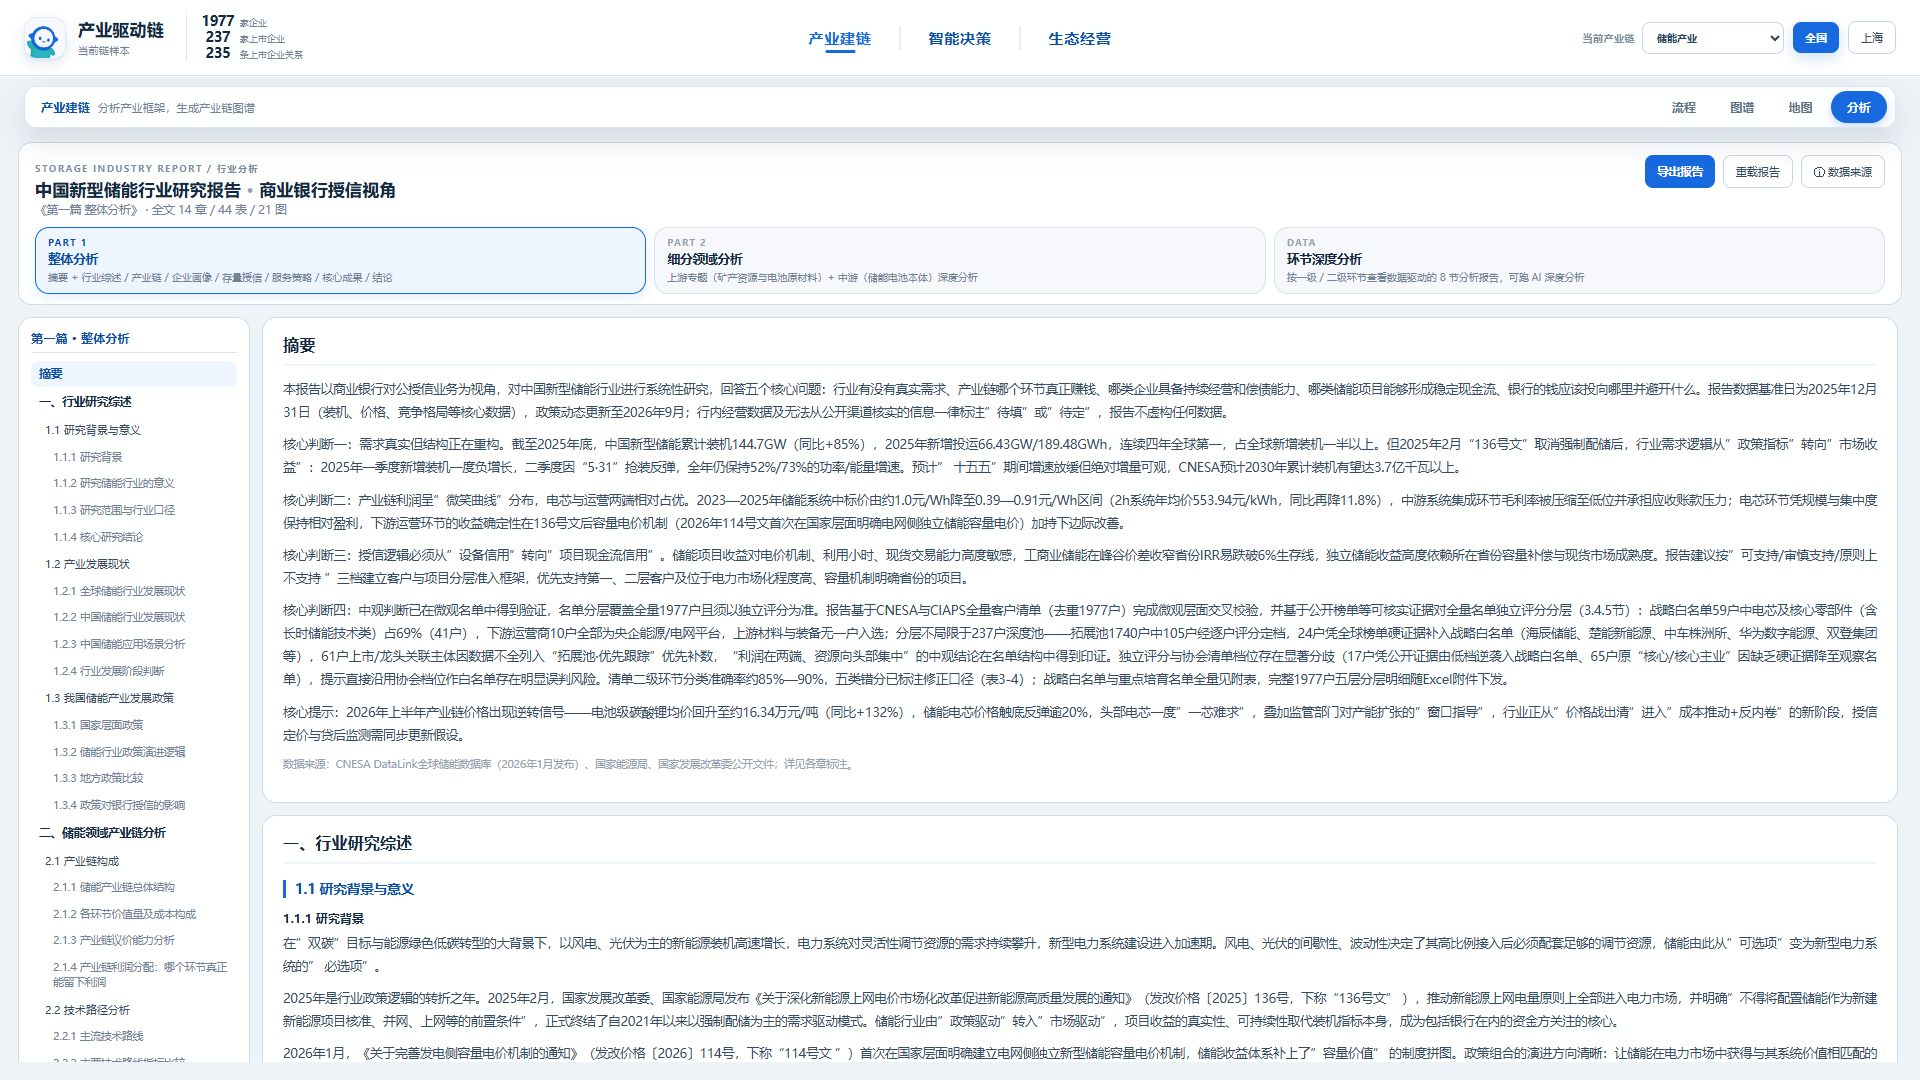 产业驱动链
当前链样本
1977 家企业
237 家上市企业
235 条上市企业关系
产业建链
智能决策
生态经营
当前产业链
储能产业
全国
上海
产业建链 分析产业框架，生成产业链图谱
流程
图谱
地图
分析
STORAGE INDUSTRY REPORT / 行业分析
中国新型储能行业研究报告 • 商业银行授信视角
《第一篇 整体分析》 · 全文 14 章 / 44 表 / 21 图
导出报告
重载报告
ⓘ 数据来源
PART 1
整体分析
摘要 + 行业综述 / 产业链 / 企业画像 / 存量授信 / 服务策略 / 核心成果 / 结论
PART 2
细分领域分析
上游专题（矿产资源与电池原材料）+ 中游（储能电池本体）深度分析
DATA
环节深度分析
按一级 / 二级环节查看数据驱动的 8 节分析报告，可跑 AI 深度分析
第一篇 • 整体分析
摘要
一、行业研究综述
1.1 研究背景与意义
1.1.1 研究背景
1.1.2 研究储能行业的意义
1.1.3 研究范围与行业口径
1.1.4 核心研究结论
1.2 产业发展现状
1.2.1 全球储能行业发展现状
1.2.2 中国储能行业发展现状
1.2.3 中国储能应用场景分析
1.2.4 行业发展阶段判断
1.3 我国储能产业发展政策
1.3.1 国家层面政策
1.3.2 储能行业政策演进逻辑
1.3.3 地方政策比较
1.3.4 政策对银行授信的影响
二、储能领域产业链分析
2.1 产业链构成
2.1.1 储能产业链总体结构
2.1.2 各环节价值量及成本构成
2.1.3 产业链议价能力分析
2.1.4 产业链利润分配：哪个环节真正
能留下利润
2.2 技术路径分析
2.2.1 主流技术路线
摘要
本报告以商业银行对公授信业务为视角，对中国新型储能行业进行系统性研究，回答五个核心问题：行业有没有真实需求、产业链哪个环节真正赚钱、哪类企业具备持续经营和偿债能力、哪类储能项目能够形成稳定现金流、银行的钱应该投向哪里并避开什么。报告数据基准日为2025年12月
31日（装机、价格、竞争格局等核心数据），政策动态更新至2026年9月；行内经营数据及无法从公开渠道核实的信息一律标注”待填”或”待定”，报告不虚构任何数据。
核心判断一：需求真实但结构正在重构。截至2025年底，中国新型储能累计装机144.7GW（同比+85%），2025年新增投运66.43GW/189.48GWh，连续四年全球第一，占全球新增装机一半以上。但2025年2月“136号文”取消强制配储后，行业需求逻辑从”政策指标”转向”市场收
益”：2025年一季度新增装机一度负增长，二季度因“5·31”抢装反弹，全年仍保持52%/73%的功率/能量增速。预计” 十五五”期间增速放缓但绝对增量可观，CNESA预计2030年累计装机有望达3.7亿千瓦以上。
核心判断二：产业链利润呈”微笑曲线”分布，电芯与运营两端相对占优。2023—2025年储能系统中标价由约1.0元/Wh降至0.39—0.91元/Wh区间（2h系统年均价553.94元/kWh，同比再降11.8%），中游系统集成环节毛利率被压缩至低位并承担应收账款压力；电芯环节凭规模与集中度
保持相对盈利，下游运营环节的收益确定性在136号文后容量电价机制（2026年114号文首次在国家层面明确电网侧独立储能容量电价）加持下边际改善。
核心判断三：授信逻辑必须从”设备信用”转向”项目现金流信用”。储能项目收益对电价机制、利用小时、现货交易能力高度敏感，工商业储能在峰谷价差收窄省份IRR易跌破6%生存线，独立储能收益高度依赖所在省份容量补偿与现货市场成熟度。报告建议按”可支持/审慎支持/原则上
不支持 ”三档建立客户与项目分层准入框架，优先支持第一、二层客户及位于电力市场化程度高、容量机制明确省份的项目。
核心判断四：中观判断已在微观名单中得到验证，名单分层覆盖全量1977户且须以独立评分为准。报告基于CNESA与CIAPS全量客户清单（去重1977户）完成微观层面交叉校验，并基于公开榜单等可核实证据对全量名单独立评分分层（3.4.5节）：战略白名单59户中电芯及核心零部件（含
长时储能技术类）占69%（41户），下游运营商10户全部为央企能源/电网平台，上游材料与装备无一户入选；分层不局限于237户深度池——拓展池1740户中105户经逐户评分定档，24户凭全球榜单硬证据补入战略白名单（海辰储能、楚能新能源、中车株洲所、华为数字能源、双登集团
等），61户上市/龙头关联主体因数据不全列入“拓展池·优先跟踪”优先补数，“利润在两端、资源向头部集中”的中观结论在名单结构中得到印证。独立评分与协会清单档位存在显著分歧（17户凭公开证据由低档逆袭入战略白名单、65户原“核心/核心主业”因缺乏硬证据降至观察名
单），提示直接沿用协会档位作白名单存在明显误判风险。清单二级环节分类准确率约85%—90%，五类错分已标注修正口径（表3-4）；战略白名单与重点培育名单全量见附表，完整1977户五层分层明细随Excel附件下发。
核心提示：2026年上半年产业链价格出现逆转信号——电池级碳酸锂均价回升至约16.34万元/吨（同比+132%），储能电芯价格触底反弹逾20%，头部电芯一度”一芯难求”，叠加监管部门对产能扩张的”窗口指导”，行业正从”价格战出清”进入”成本推动+反内卷”的新阶段，授信
定价与贷后监测需同步更新假设。
数据来源：CNESA DataLink全球储能数据库（2026年1月发布）、国家能源局、国家发展改革委公开文件；详见各章标注。
一、行业研究综述
1.1 研究背景与意义
1.1.1 研究背景
在”双碳”目标与能源绿色低碳转型的大背景下，以风电、光伏为主的新能源装机高速增长，电力系统对灵活性调节资源的需求持续攀升，新型电力系统建设进入加速期。风电、光伏的间歇性、波动性决定了其高比例接入后必须配套足够的调节资源，储能由此从”可选项”变为新型电力系
统的” 必选项”。
2025年是行业政策逻辑的转折之年。2025年2月，国家发展改革委、国家能源局发布《关于深化新能源上网电价市场化改革促进新能源高质量发展的通知》（发改价格〔2025〕136号，下称“136号文” ），推动新能源上网电量原则上全部进入电力市场，并明确”不得将配置储能作为新建
新能源项目核准、并网、上网等的前置条件”，正式终结了自2021年以来以强制配储为主的需求驱动模式。储能行业由”政策驱动”转入”市场驱动”，项目收益的真实性、可持续性取代装机指标本身，成为包括银行在内的资金方关注的核心。
2026年1月，《关于完善发电侧容量电价机制的通知》（发改价格〔2026〕114号，下称“114号文 ”）首次在国家层面明确建立电网侧独立新型储能容量电价机制，储能收益体系补上了”容量价值” 的制度拼图。政策组合的演进方向清晰：让储能在电力市场中获得与其系统价值相匹配的